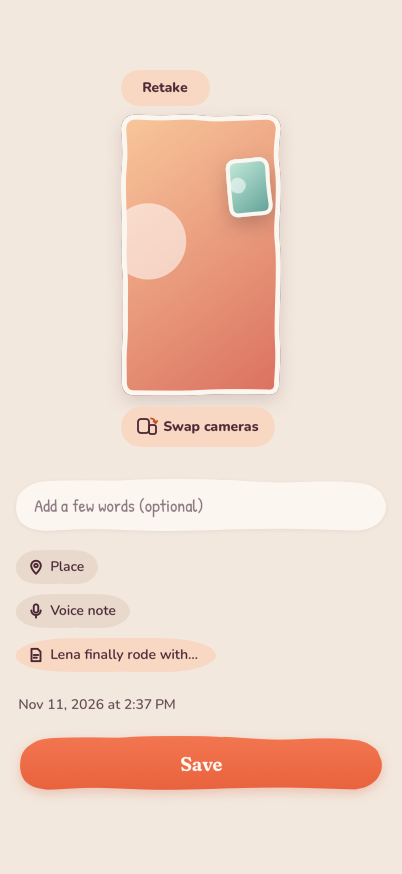 Retake
Swap cameras
Add a few words (optional)
Place
Voice note
Lena finally rode with...
Nov 11, 2026 at 2:37 PM
Save